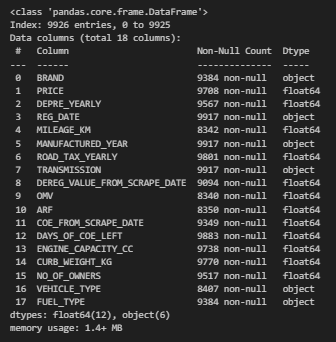 <class 'pandas.core.frame.DataFrame'>
Index: 9926 entries, 0 to 9925
Data columns (total 18 columns):
 #   Column                       Non-Null Count  Dtype
---  ------                       --------------  -----
 0   BRAND                        9384 non-null   object
 1   PRICE                        9708 non-null   float64
 2   DEPRE_YEARLY                 9567 non-null   float64
 3   REG_DATE                     9917 non-null   object
 4   MILEAGE_KM                   8342 non-null   float64
 5   MANUFACTURED_YEAR            9917 non-null   object
 6   ROAD_TAX_YEARLY              9801 non-null   float64
 7   TRANSMISSION                 9917 non-null   object
 8   DEREG_VALUE_FROM_SCRAPE_DATE 9094 non-null   float64
 9   OMV                          8340 non-null   float64
 10  ARF                          8350 non-null   float64
 11  COE_FROM_SCRAPE_DATE         9349 non-null   float64
 12  DAYS_OF_COE_LEFT             9883 non-null   float64
 13  ENGINE_CAPACITY_CC           9738 non-null   float64
 14  CURB_WEIGHT_KG               9770 non-null   float64
 15  NO_OF_OWNERS                 9517 non-null   float64
 16  VEHICLE_TYPE                 8407 non-null   object
 17  FUEL_TYPE                    9384 non-null   object
dtypes: float64(12), object(6)
memory usage: 1.4+ MB